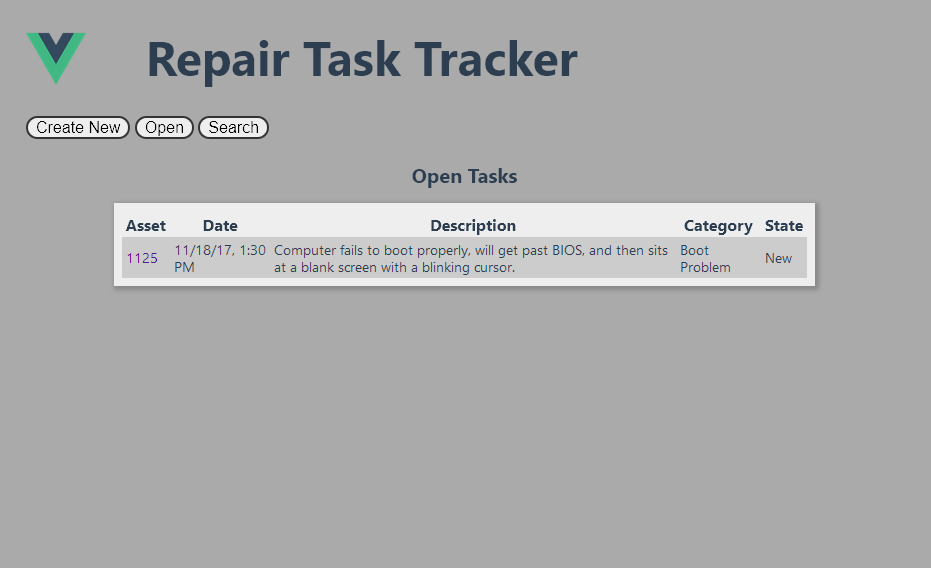 Repair Task Tracker
Create New Open Search
Open Tasks
Asset Date Description Category State
1125 11/18/17, 1:30 PM Computer fails to boot properly, will get past BIOS, and then sits at a blank screen with a blinking cursor. Boot Problem New